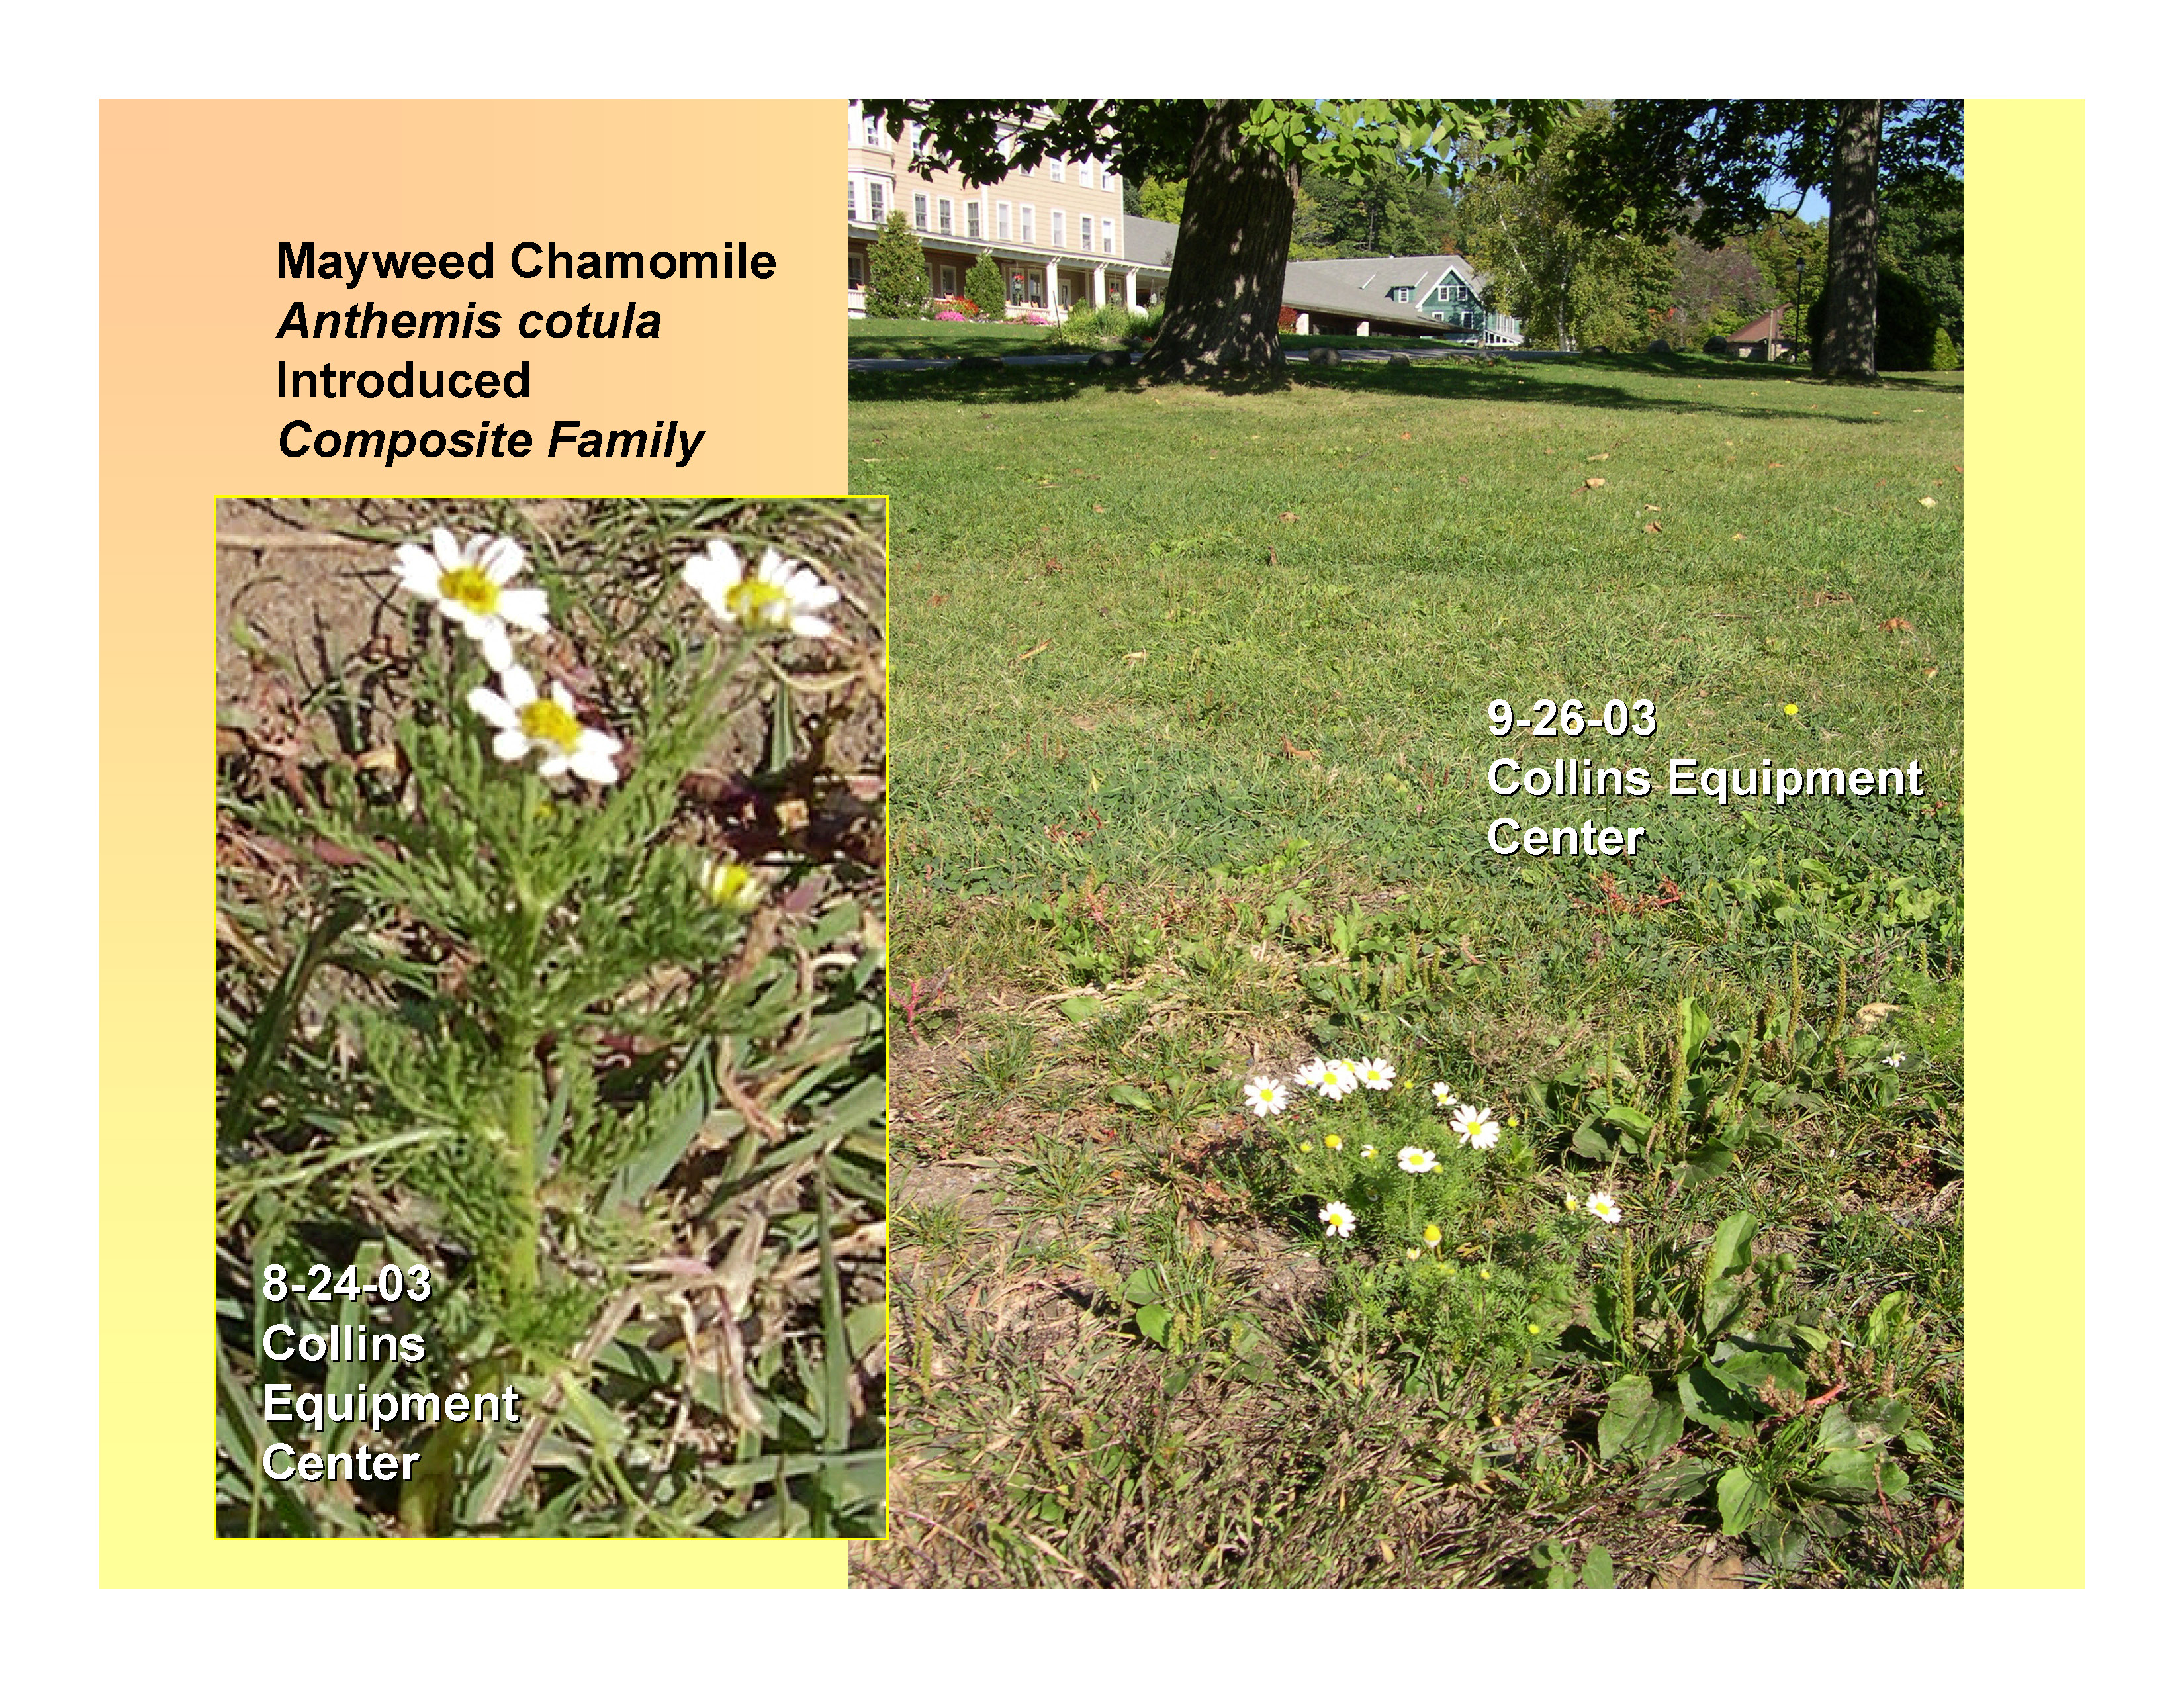 Mayweed Chamomile
Anthemis cotula
Introduced
Composite Family
9-26-03
Collins Equipment
Center
8-24-03
Collins
Equipment
Center